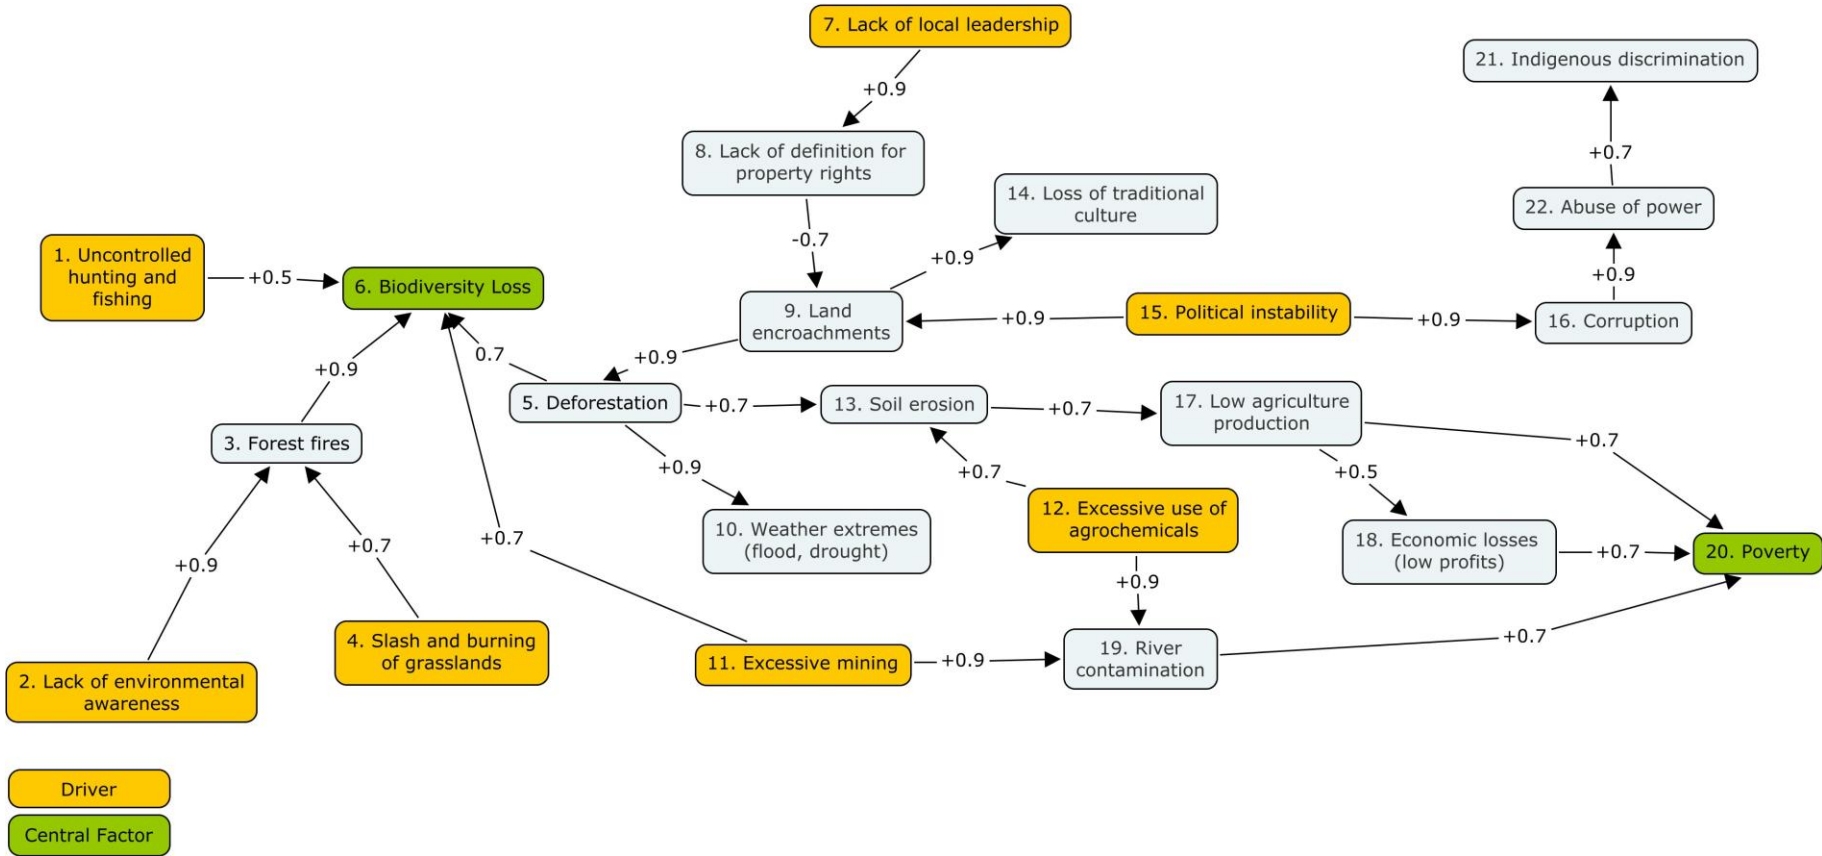 7. Lack of local leadership
21. Indigenous discrimination
+0.9
8. Lack of definition for
property rights
+0.7
14. Loss of traditional
culture
22. Abuse of power
1. Uncontrolled
hunting and
fishing
+0.5
6. Biodiversity Loss
-0.7
+0.9
+0.9
9. Land
encroachments
+0.9
15. Political instability
+0.9
16. Corruption
+0.9
0.7
+0.9
5. Deforestation
+0.7
13. Soil erosion
+0.7
17. Low agriculture
production
+0.7
3. Forest fires
+0.9
+0.7
+0.5
12. Excessive use of
agrochemicals
10. Weather extremes
(flood, drought)
18. Economic losses
(low profits)
+0.7
20. Poverty
+0.7
+0.9
+0.7
+0.9
2. Lack of environmental
awareness
4. Slash and burning
of grasslands
11. Excessive mining
+0.9
19. River
contamination
+0.7
Driver
Central Factor